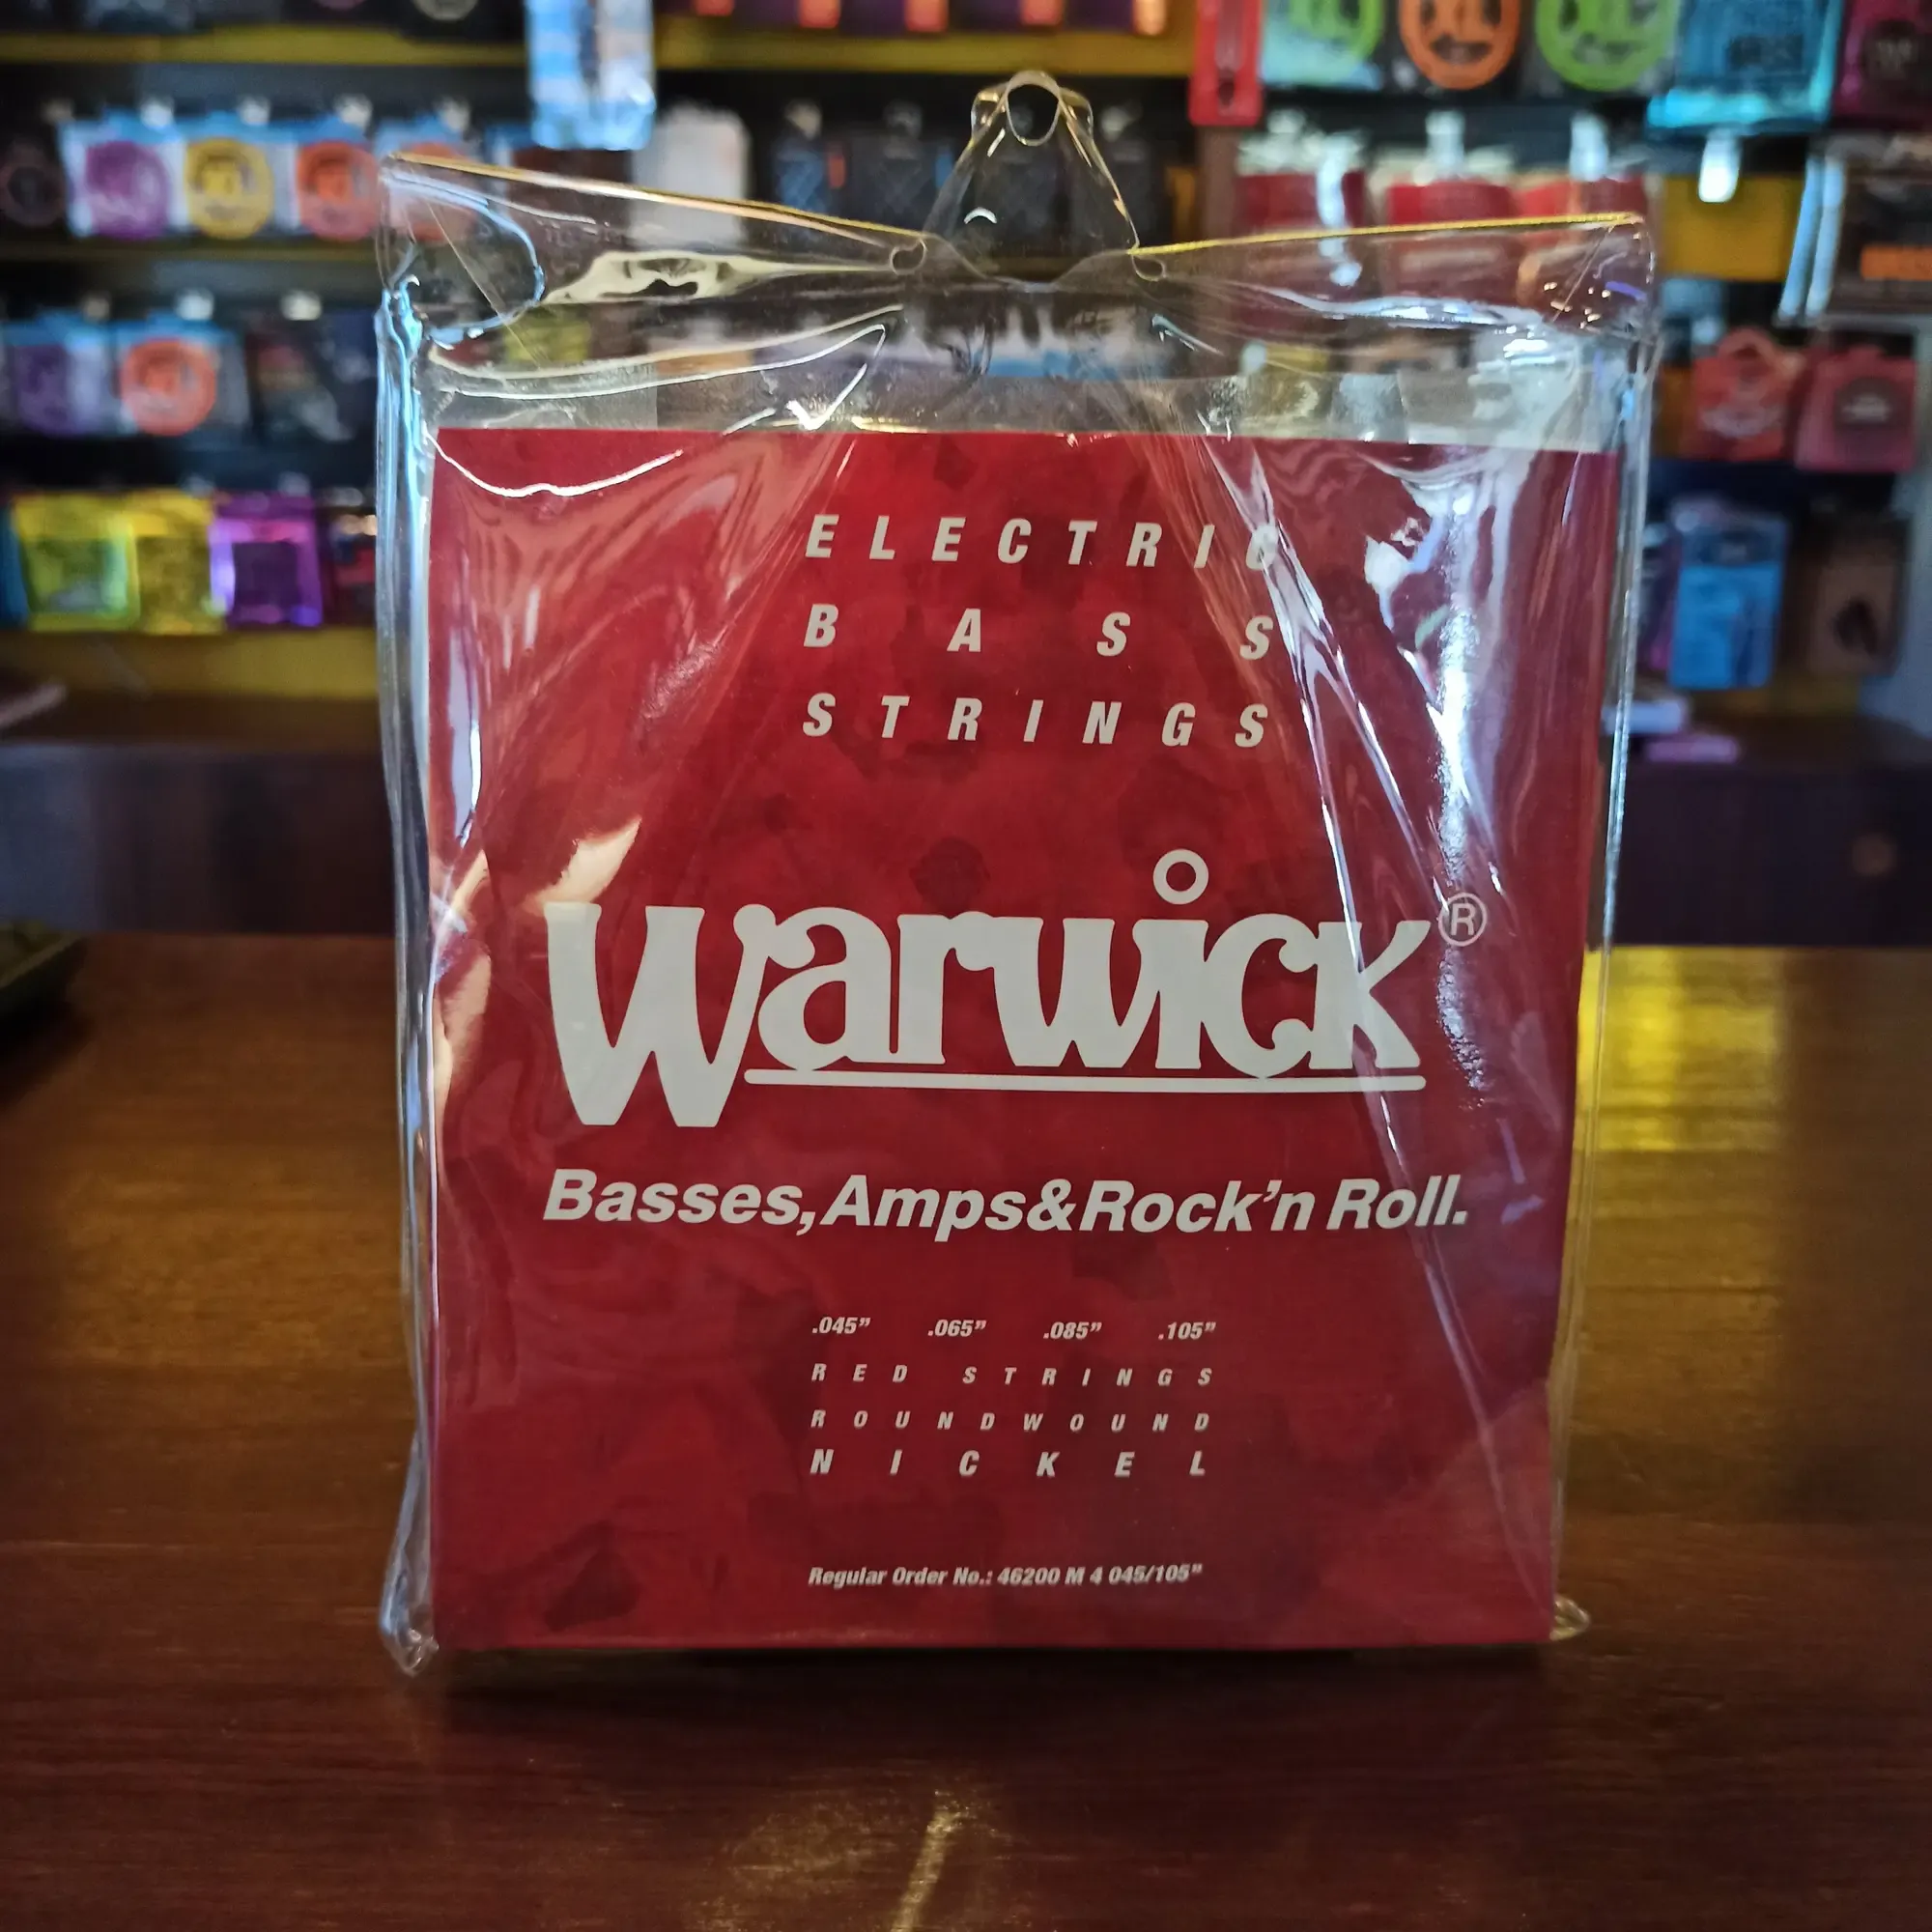 ELECTRIC
BASS
STRINGS
Warwick®
Basses, Amps & Rock'n Roll.
.045” .065” .085” .105”
RED STRINGS
ROUNDWOUND
NICKEL
Regular Order No.: 46200 M 4 045/105”